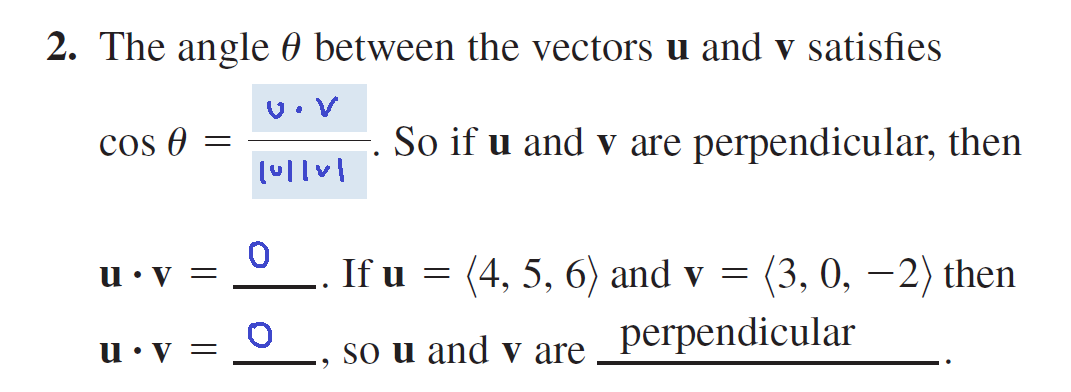 2. The angle θ between the vectors u and v satisfies
u · v
cos θ = ⎯⎯⎯. So if u and v are perpendicular, then
|u||v|
u · v = 0. If u = ⟨4, 5, 6⟩ and v = ⟨3, 0, −2⟩ then
u · v = 0, so u and v are perpendicular.